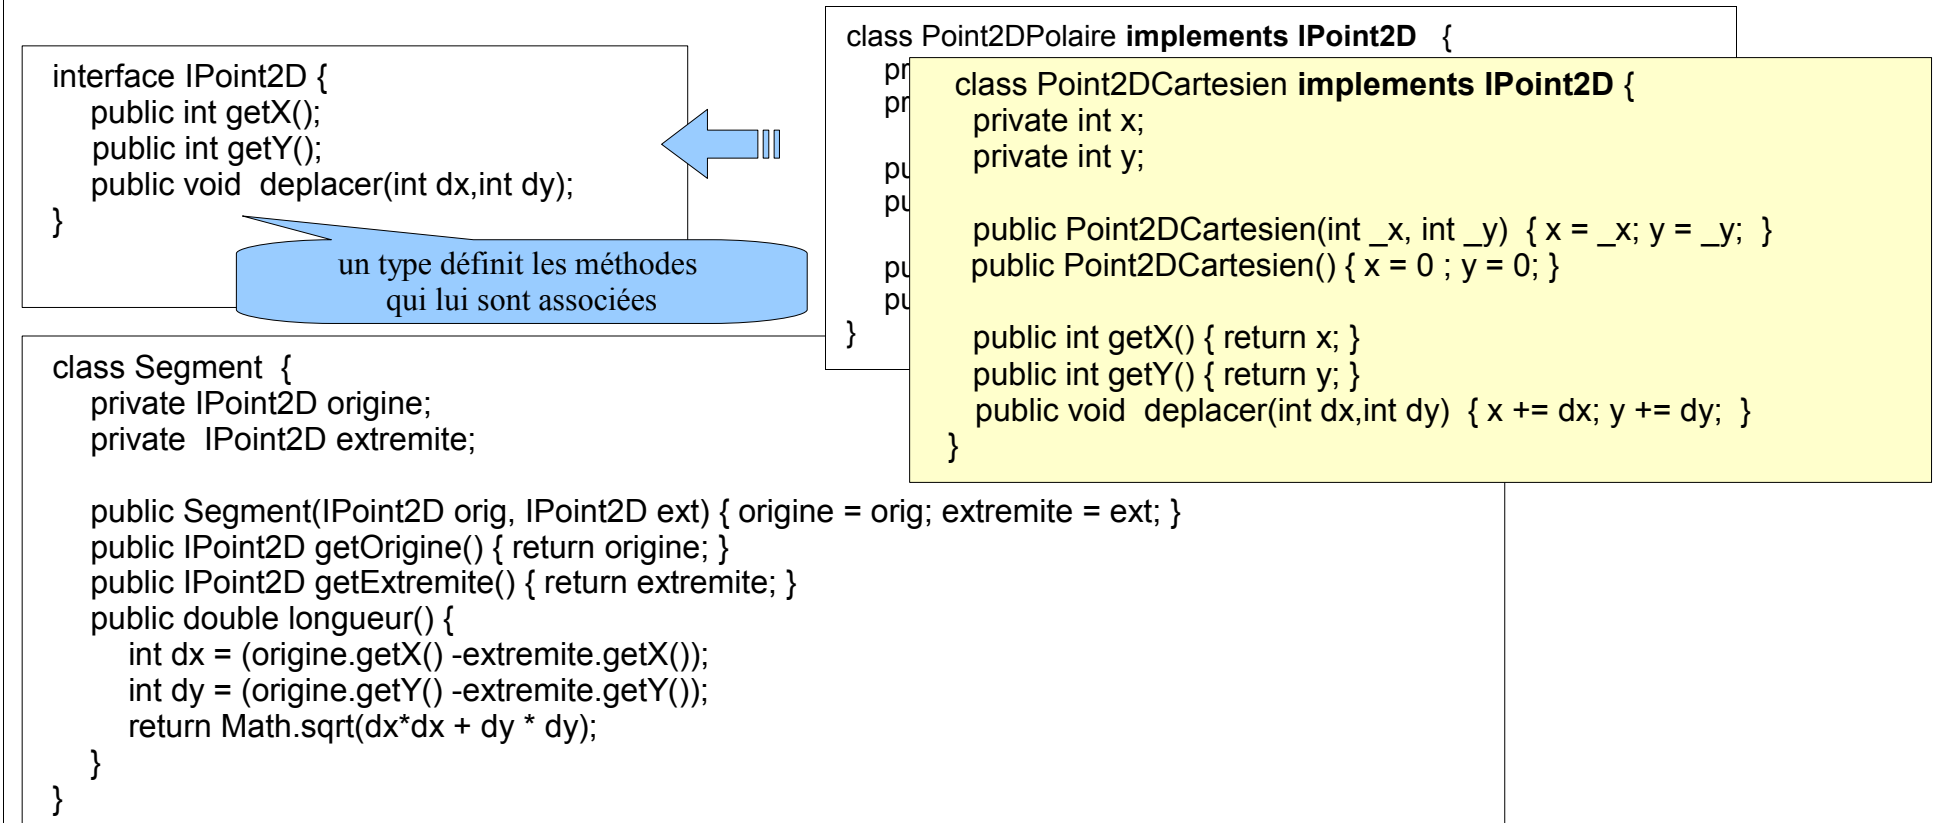 interface IPoint2D {
public int getX();
public int getY();
public void  deplacer(int dx,int dy);
}
un type définit les méthodes
qui lui sont associées
class Point2DPolaire implements IPoint2D   {
}
class Point2DCartesien implements IPoint2D {
private int x;
private int y;
public Point2DCartesien(int _x, int _y)  { x = _x; y = _y;  }
public Point2DCartesien() { x = 0 ; y = 0; }
public int getX() { return x; }
public int getY() { return y; }
public void  deplacer(int dx,int dy)  { x += dx; y += dy;  }
}
class Segment  {
private IPoint2D origine;
private  IPoint2D extremite;
public Segment(IPoint2D orig, IPoint2D ext) { origine = orig; extremite = ext; }
public IPoint2D getOrigine() { return origine; }
public IPoint2D getExtremite() { return extremite; }
public double longueur() {
int dx = (origine.getX() -extremite.getX());
int dy = (origine.getY() -extremite.getY());
return Math.sqrt(dx*dx + dy * dy);
}
}